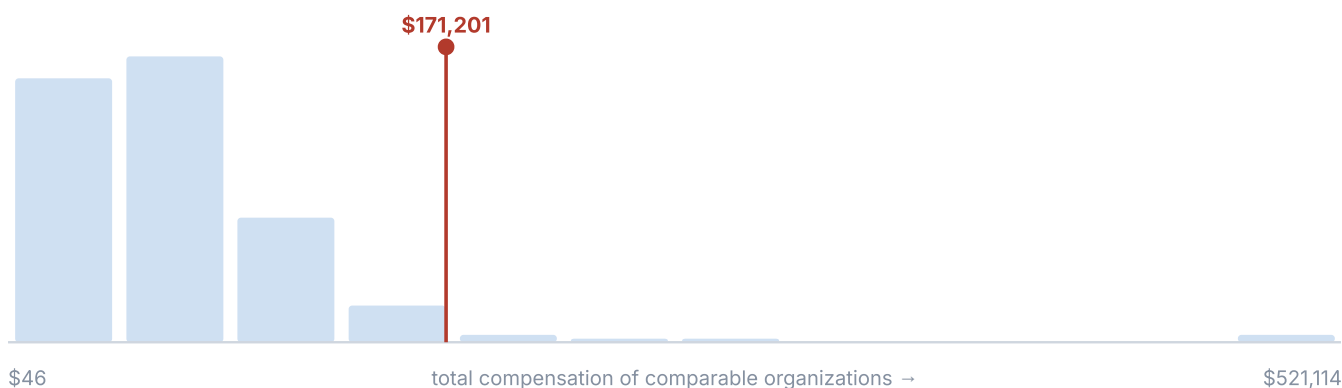 $171,201
$46
total compensation of comparable organizations →
$521,114